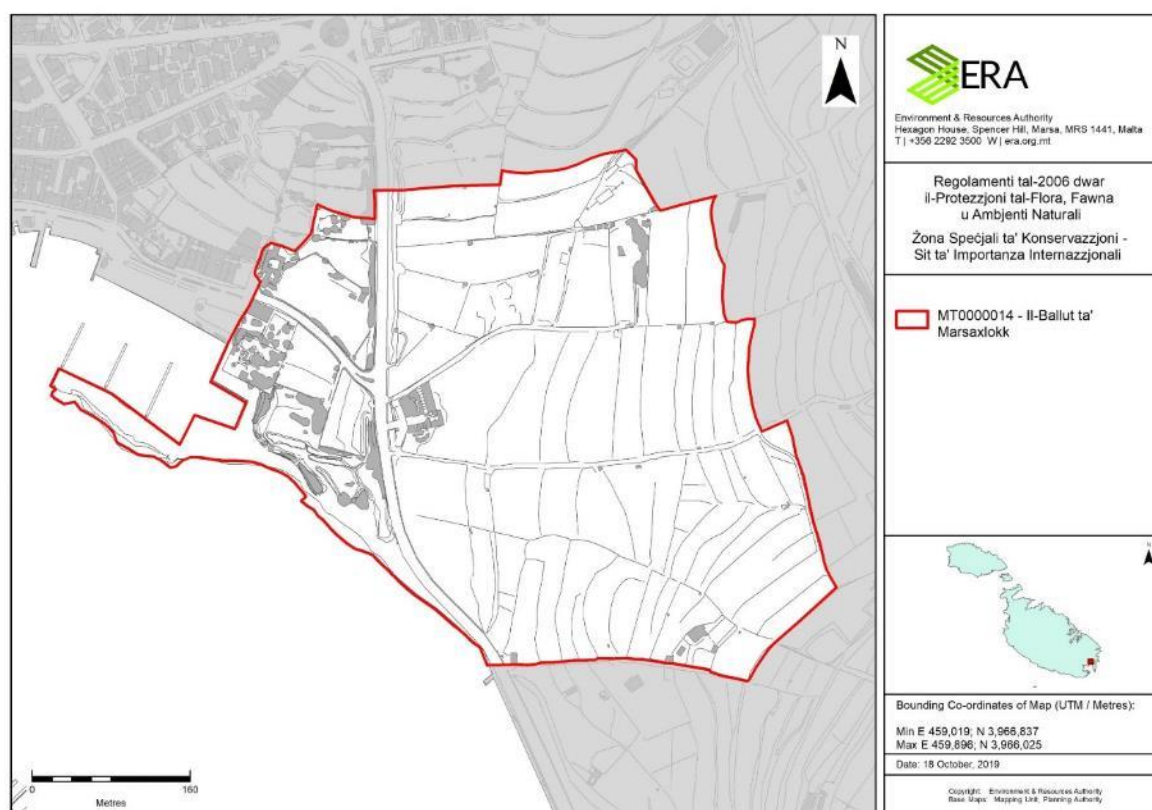 N
0
160
Metres
ERA
Environment & Resources Authority
Hexagon House, Spencer Hill, Marsa, MRS 1441, Malta
T | +356 2292 3500 W | era.org.mt
Regolamenti tal-2006 dwar
il-Protezzjoni tal-Flora, Fawna
u Ambjenti Naturali
Żona Speċjali ta' Konservazzjoni -
Sit ta' Importanza Internazzjonali
MT0000014 - Il-Ballut ta'
Marsaxlokk
N
Bounding Co-ordinates of Map (UTM / Metres):
Min E 459,019; N 3,966,837
Max E 459,896; N 3,966,025
Date: 18 October, 2019
Copyright: Environment & Resources Authority
Base Maps: Mapping Unit, Planning Authority